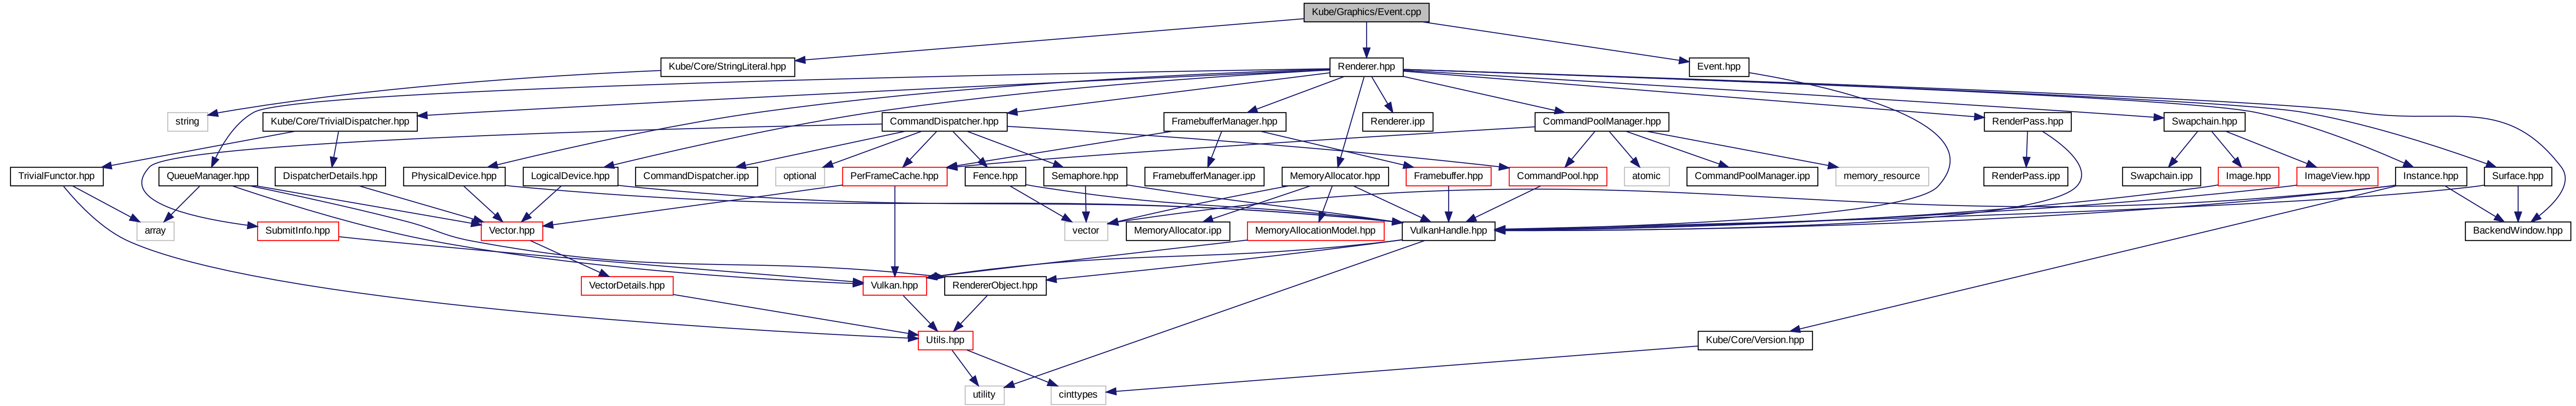 Kube/Graphics/Event.cpp
Kube/Core/StringLiteral.hpp
Renderer.hpp
Event.hpp
string
Kube/Core/TrivialDispatcher.hpp
CommandDispatcher.hpp
FramebufferManager.hpp
Renderer.ipp
CommandPoolManager.hpp
RenderPass.hpp
Swapchain.hpp
TrivialFunctor.hpp
QueueManager.hpp
DispatcherDetails.hpp
PhysicalDevice.hpp
LogicalDevice.hpp
CommandDispatcher.ipp
optional
PerFrameCache.hpp
Fence.hpp
Semaphore.hpp
FramebufferManager.ipp
MemoryAllocator.hpp
Framebuffer.hpp
CommandPool.hpp
atomic
CommandPoolManager.ipp
memory_resource
RenderPass.ipp
Swapchain.ipp
Image.hpp
ImageView.hpp
Instance.hpp
Surface.hpp
array
SubmitInfo.hpp
Vector.hpp
vector
MemoryAllocator.ipp
MemoryAllocationModel.hpp
VulkanHandle.hpp
BackendWindow.hpp
VectorDetails.hpp
Vulkan.hpp
RendererObject.hpp
Utils.hpp
Kube/Core/Version.hpp
utility
cinttypes